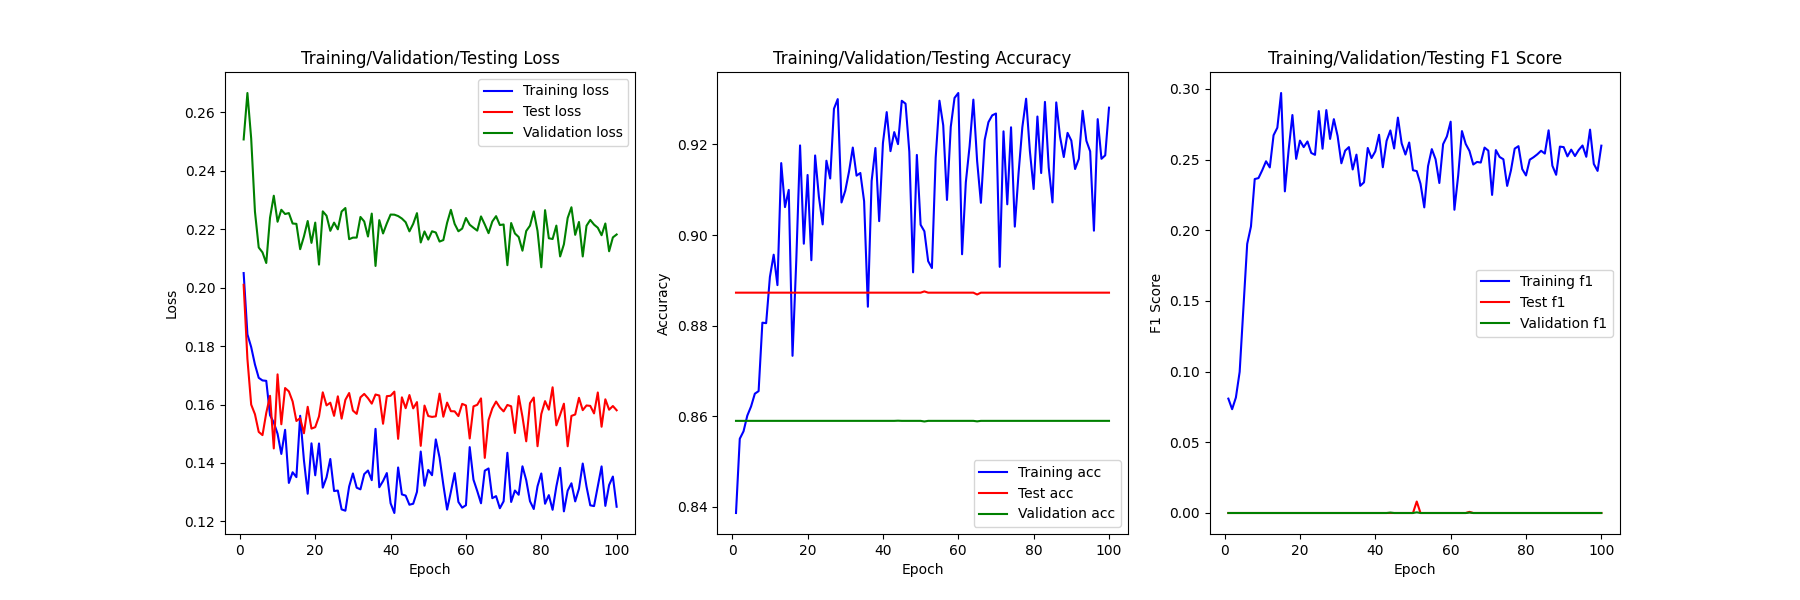 Training/Validation/Testing Loss
Loss
0.26
0.24
0.22
0.20
0.18
0.16
0.14
0.12
Training loss
Test loss
Validation loss
0 20 40 60 80 100
Epoch
Training/Validation/Testing Accuracy
Accuracy
0.92
0.90
0.88
0.86
0.84
Training acc
Test acc
Validation acc
0 20 40 60 80 100
Epoch
Training/Validation/Testing F1 Score
F1 Score
0.30
0.25
0.20
0.15
0.10
0.05
0.00
Training f1
Test f1
Validation f1
0 20 40 60 80 100
Epoch